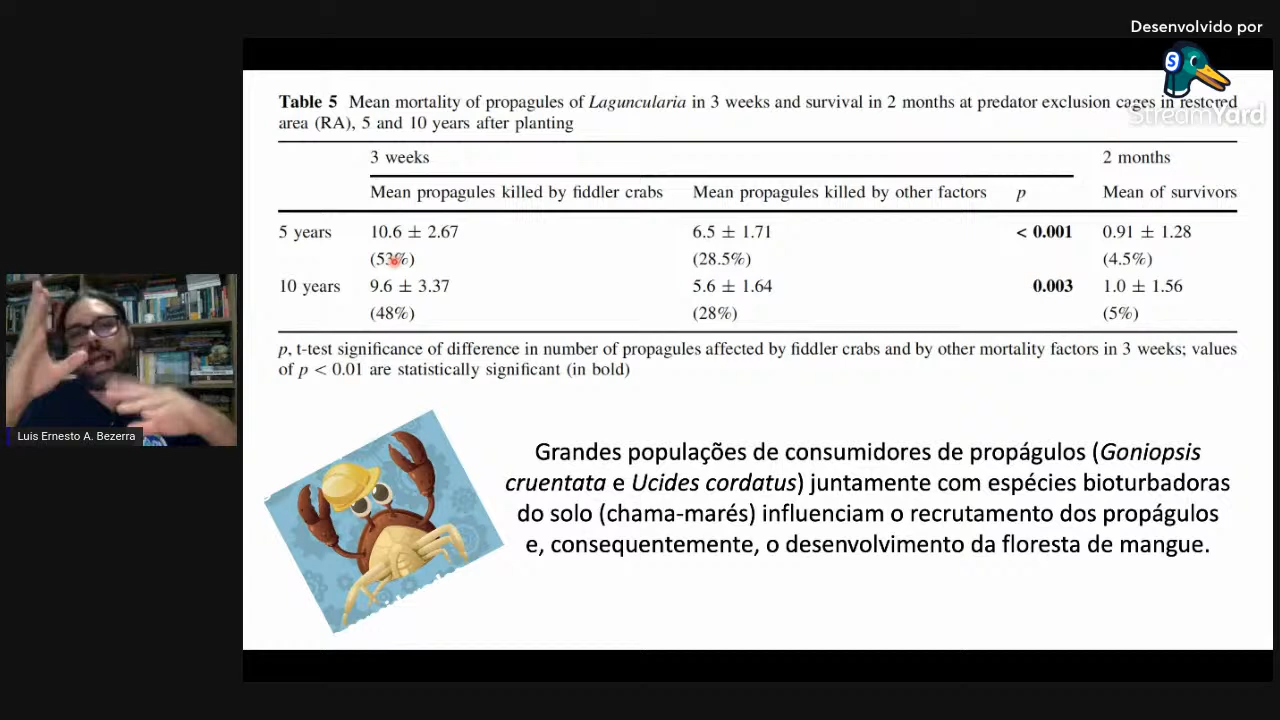 Desenvolvido por
S
StreamYard
Table 5 Mean mortality of propagules of Laguncularia in 3 weeks and survival in 2 months at predator exclusion cages in restored
area (RA), 5 and 10 years after planting
3 weeks 2 months
Mean propagules killed by fiddler crabs Mean propagules killed by other factors p Mean of survivors
5 years 10.6 ± 2.67 6.5 ± 1.71 < 0.001 0.91 ± 1.28
(53%) (28.5%) (4.5%)
10 years 9.6 ± 3.37 5.6 ± 1.64 0.003 1.0 ± 1.56
(48%) (28%) (5%)
p, t-test significance of difference in number of propagules affected by fiddler crabs and by other mortality factors in 3 weeks; values
of p < 0.01 are statistically significant (in bold)
Luis Ernesto A. Bezerra
Grandes populações de consumidores de propágulos (Goniopsis
cruentata e Ucides cordatus) juntamente com espécies bioturbadoras
do solo (chama-marés) influenciam o recrutamento dos propágulos
e, consequentemente, o desenvolvimento da floresta de mangue.